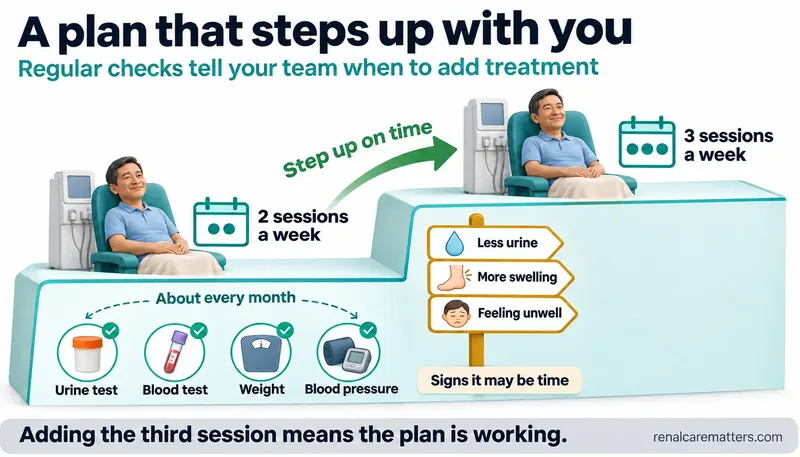 A plan that steps up with you
Regular checks tell your team when to add treatment
Step up on time
3 sessions
a week
2 sessions
a week
Less urine
More swelling
Feeling unwell
Signs it may be time
About every month
Urine test
Blood test
Weight
Blood pressure
Adding the third session means the plan is working.
renalcarematters.com